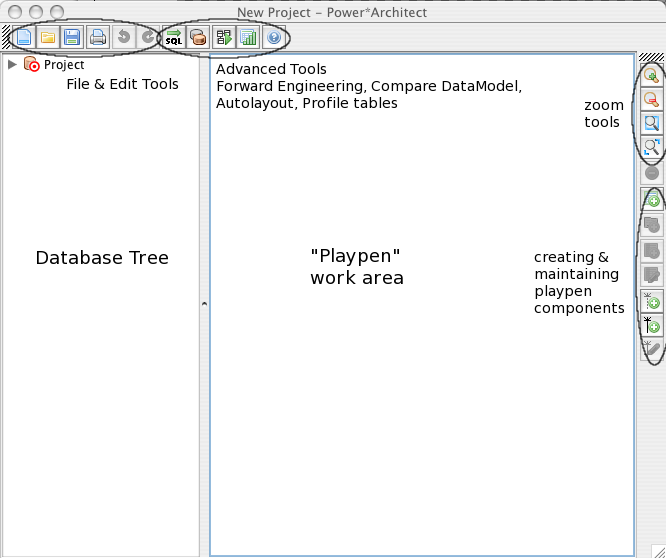 New Project – Power*Architect
SQL
Project
File & Edit Tools
Advanced Tools
Forward Engineering, Compare DataModel,
Autolayout, Profile tables
zoom
tools
Database Tree
"Playpen"
work area
creating &
maintaining
playpen
components